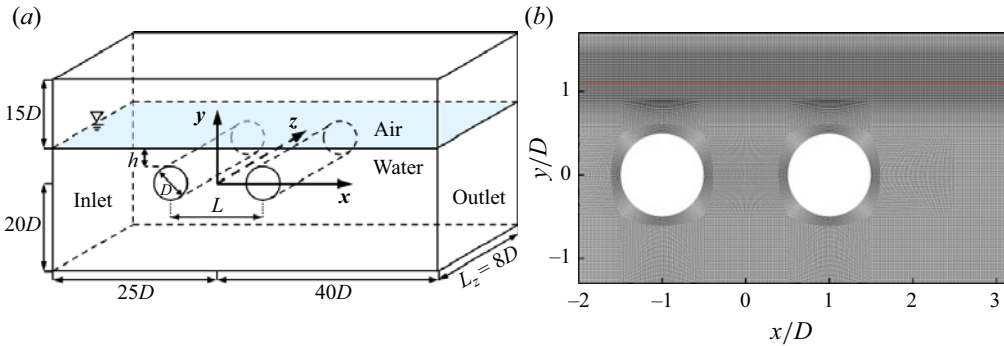 (a)
15D
y
z
Air
h
Water
D
Inlet
x
Outlet
L
20D
L_z = 8D
25D
40D
(b)
1
y/D
0
−1
−2
−1
0
1
2
3
x/D